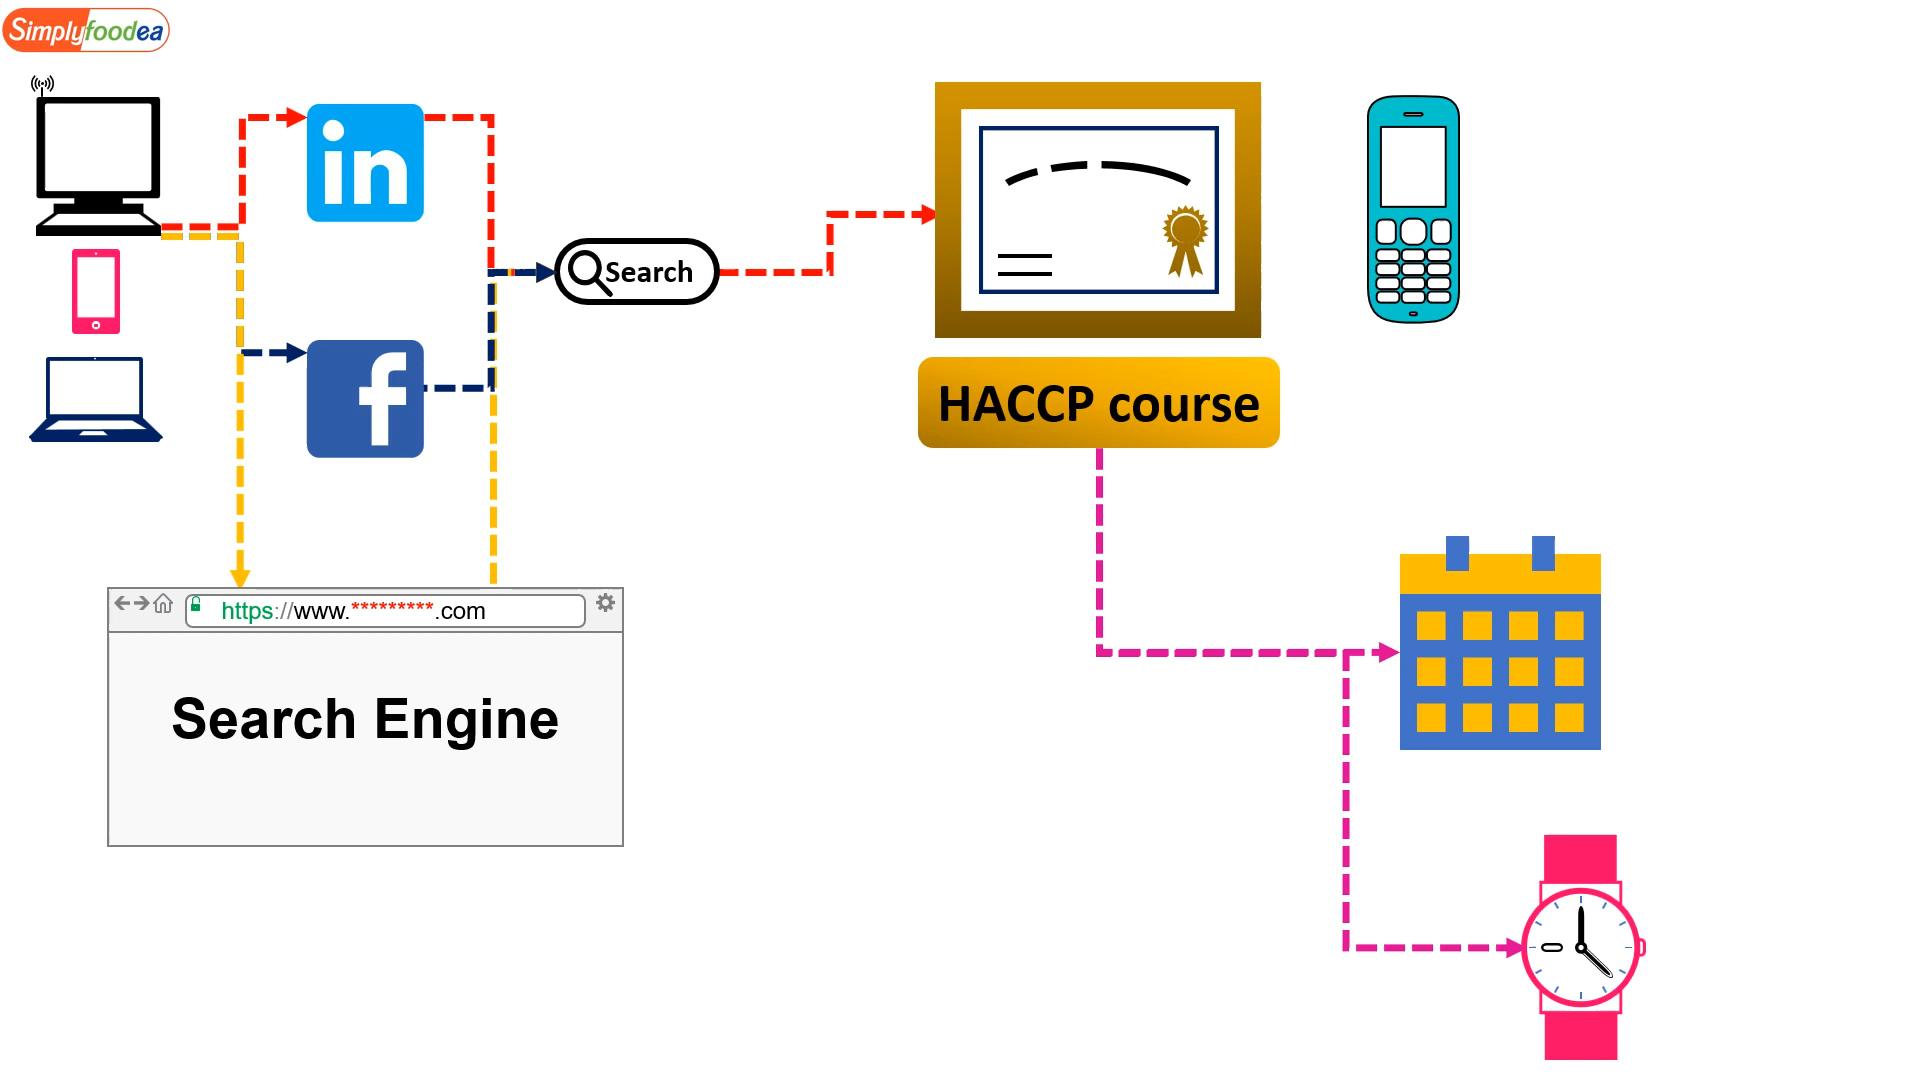 Simplyfoodea
in
f
Search
HACCP course
https://www.*********.com
Search Engine